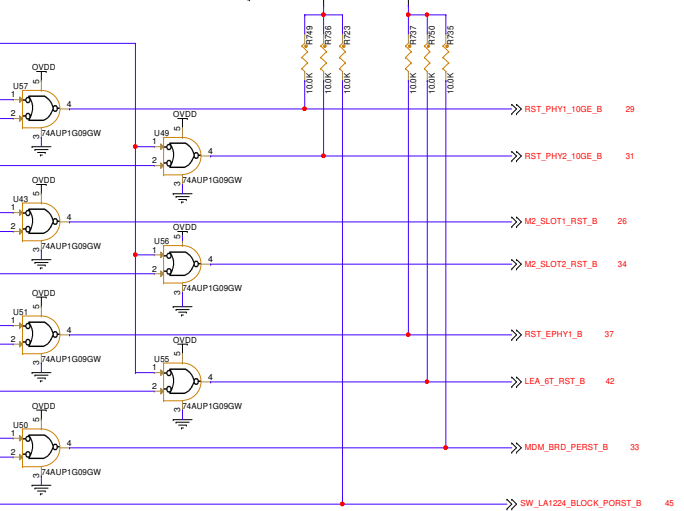 R749 R736 R723 R737 R750 R735
10.0K 10.0K 10.0K 10.0K 10.0K 10.0K
OVDD
U57 5
1 2 4 3
74AUP1G09GW
RST_PHY1_10GE_B 29
OVDD
U49 5
1 2 4 3
74AUP1G09GW
RST_PHY2_10GE_B 31
OVDD
U43 5
1 2 4 3
74AUP1G09GW
M2_SLOT1_RST_B 26
OVDD
U56 5
1 2 4 3
74AUP1G09GW
M2_SLOT2_RST_B 34
OVDD
U51 5
1 2 4 3
74AUP1G09GW
RST_EPHY1_B 37
OVDD
U55 5
1 2 4 3
74AUP1G09GW
LEA_6T_RST_B 42
OVDD
U50 5
1 2 4 3
74AUP1G09GW
MDM_BRD_PERST_B 33
SW_LA1224_BLOCK_PORST_B 45